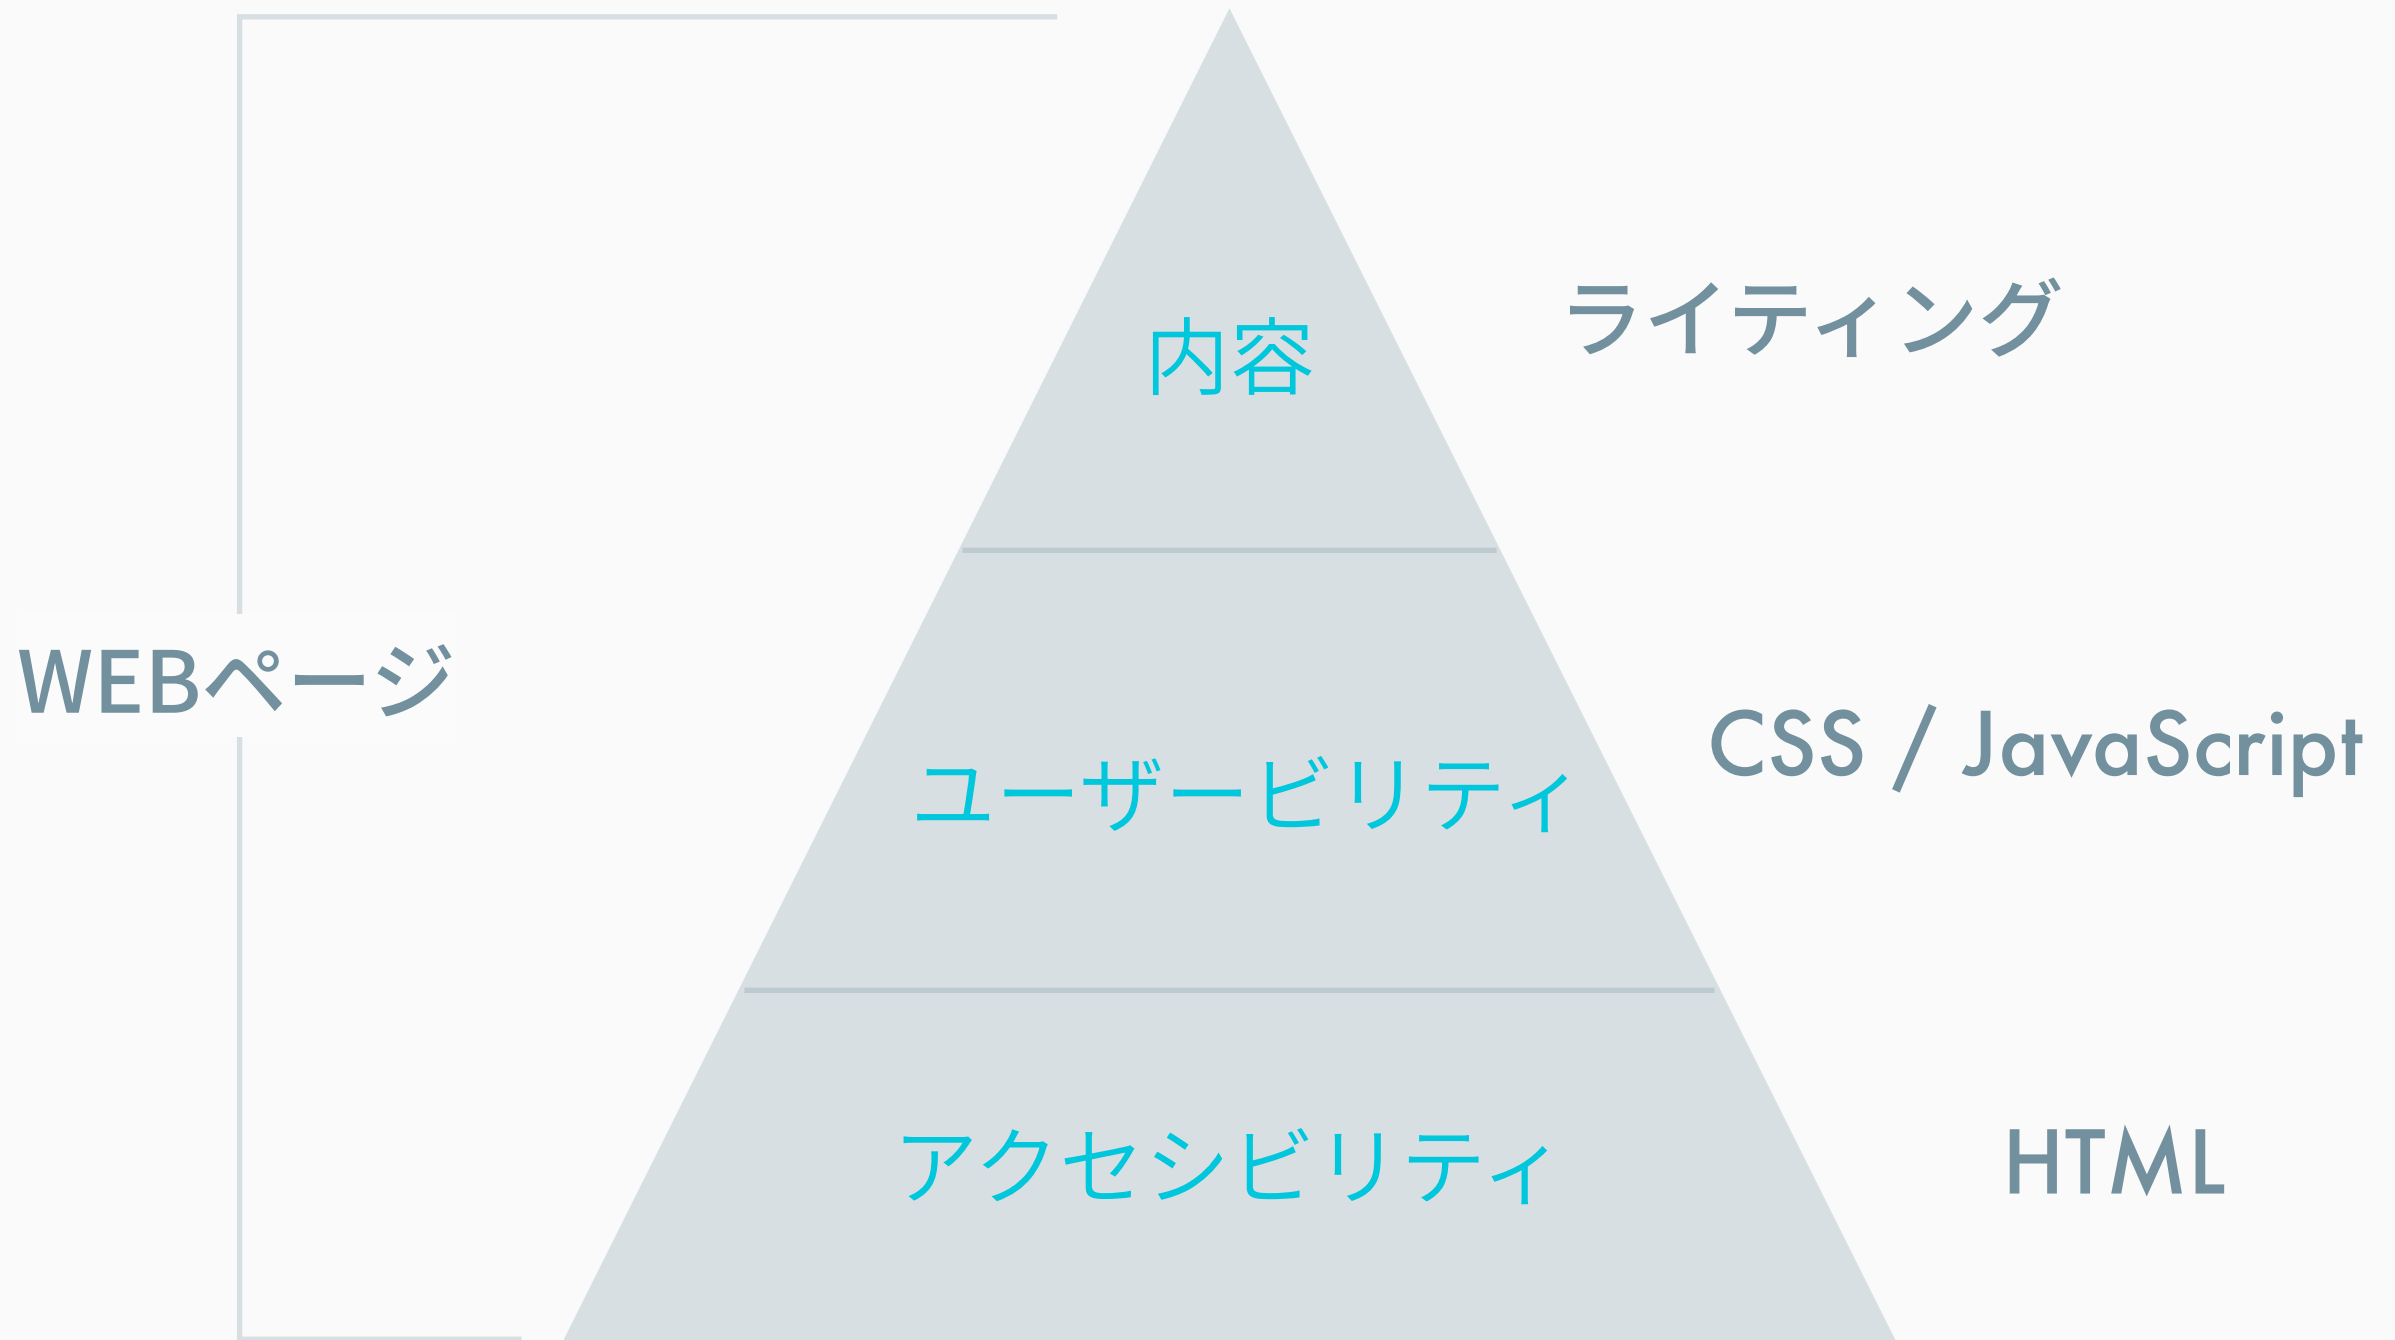 ライティング
内容
WEBページ
CSS / JavaScript
ユーザービリティ
HTML
アクセシビリティ